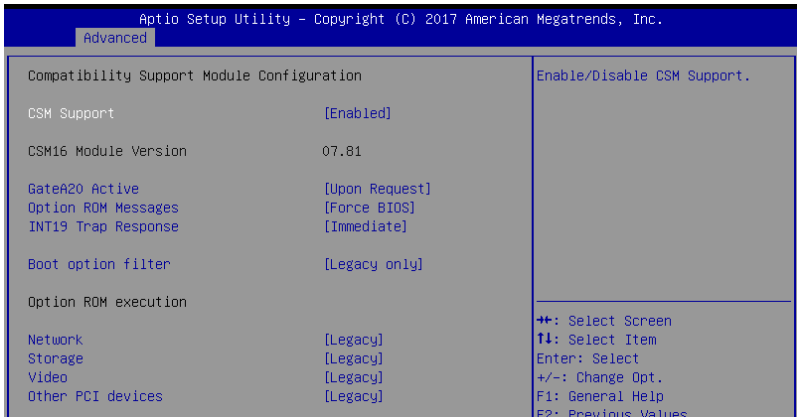 Aptio Setup Utility – Copyright (C) 2017 American Megatrends, Inc.
Advanced
Compatibility Support Module Configuration
CSM Support [Enabled]
CSM16 Module Version 07.81
GateA20 Active [Upon Request]
Option ROM Messages [Force BIOS]
INT19 Trap Response [Immediate]
Boot option filter [Legacy only]
Option ROM execution
Network [Legacy]
Storage [Legacy]
Video [Legacy]
Other PCI devices [Legacy]
Enable/Disable CSM Support.
→←: Select Screen
↑↓: Select Item
Enter: Select
+/-: Change Opt.
F1: General Help
F2: Previous Values